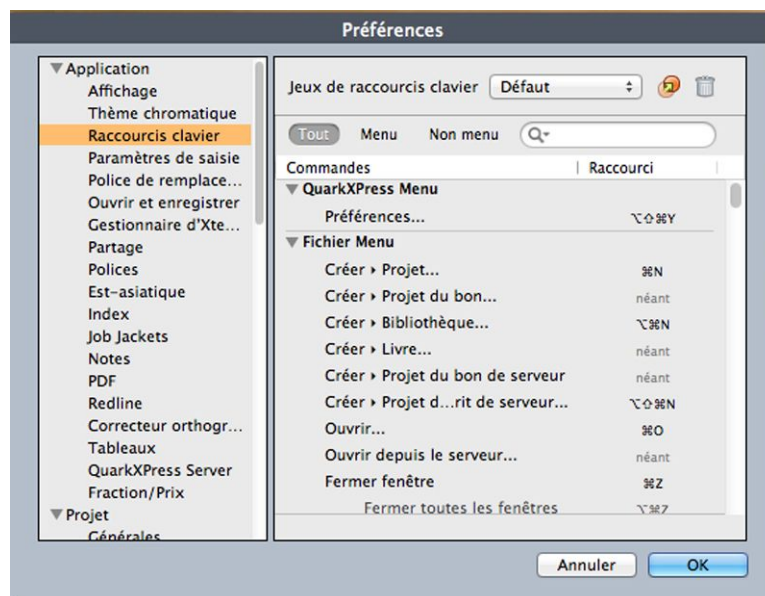 Préférences
Application
Affichage
Thème chromatique
Raccourcis clavier
Paramètres de saisie
Police de remplace...
Ouvrir et enregistrer
Gestionnaire d'Xte...
Partage
Polices
Est-asiatique
Index
Job Jackets
Notes
PDF
Redline
Correcteur orthogr...
Tableaux
QuarkXPress Server
Fraction/Prix
Projet
Générales
Jeux de raccourcis clavier Défaut
Tout Menu Non menu
Commandes Raccourci
QuarkXPress Menu
Préférences... ⌥⇧⌘Y
Fichier Menu
Créer ▸ Projet... ⌘N
Créer ▸ Projet du bon... néant
Créer ▸ Bibliothèque... ⌥⌘N
Créer ▸ Livre... néant
Créer ▸ Projet du bon de serveur néant
Créer ▸ Projet d...rit de serveur... ⌥⇧⌘N
Ouvrir... ⌘O
Ouvrir depuis le serveur... néant
Fermer fenêtre ⌘Z
Fermer toutes les fenêtres ⌥⌘Z
Annuler OK